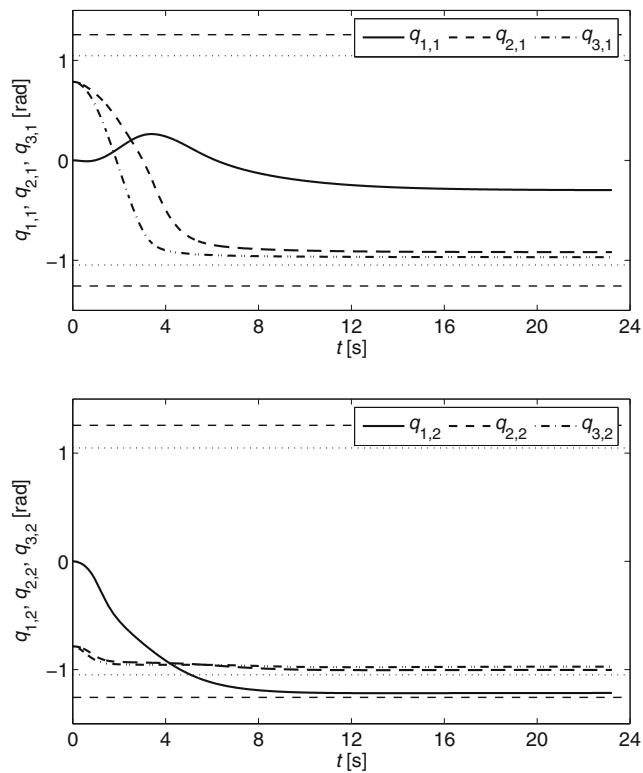 q1,1 q2,1 q3,1
1
0
−1
q1,1, q2,1, q3,1 [rad]
0 4 8 12 16 20 24
t [s]
q1,2 q2,2 q3,2
1
0
−1
q1,2, q2,2, q3,2 [rad]
0 4 8 12 16 20 24
t [s]